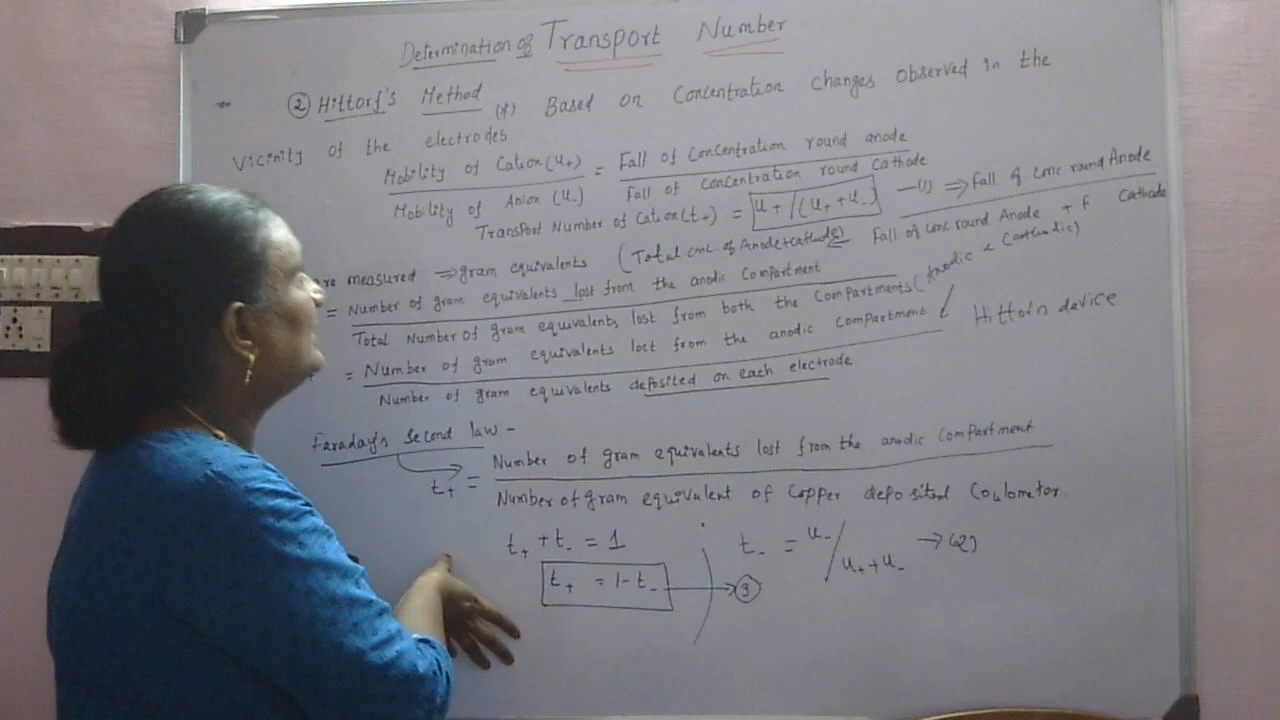 Determination of Transport Number
② Hittorf's Method (*) Based on Concentration changes observed in the
Vicinity of the electrodes
Mobility of Cation (u+) = Fall of Concentration round anode
Mobility of Anion (u-) Fall of Concentration round Cathode
Transport Number of Cation (t+) = u+/(u+ + u-) —(1) ⇒ Fall of conc round Anode
Fall of conc round Anode + F Cathode
re measured ⇒ gram equivalents (Total cmc. of Anode+cathode)
= Number of gram equivalents lost from the anodic compartment
Total Number of gram equivalents lost from both the compartments (Anodic & Cathodic)
= Number of gram equivalents lost from the anodic compartment
Number of gram equivalents deposited on each electrode
Hittorn device
Faraday's Second law -
t+ = Number of gram equivalents lost from the anodic compartment
Number of gram equivalent of Copper deposited Coulometor
t+ + t- = 1
t- = u-/u+ + u- → (2)
t+ = 1 - t- → ③